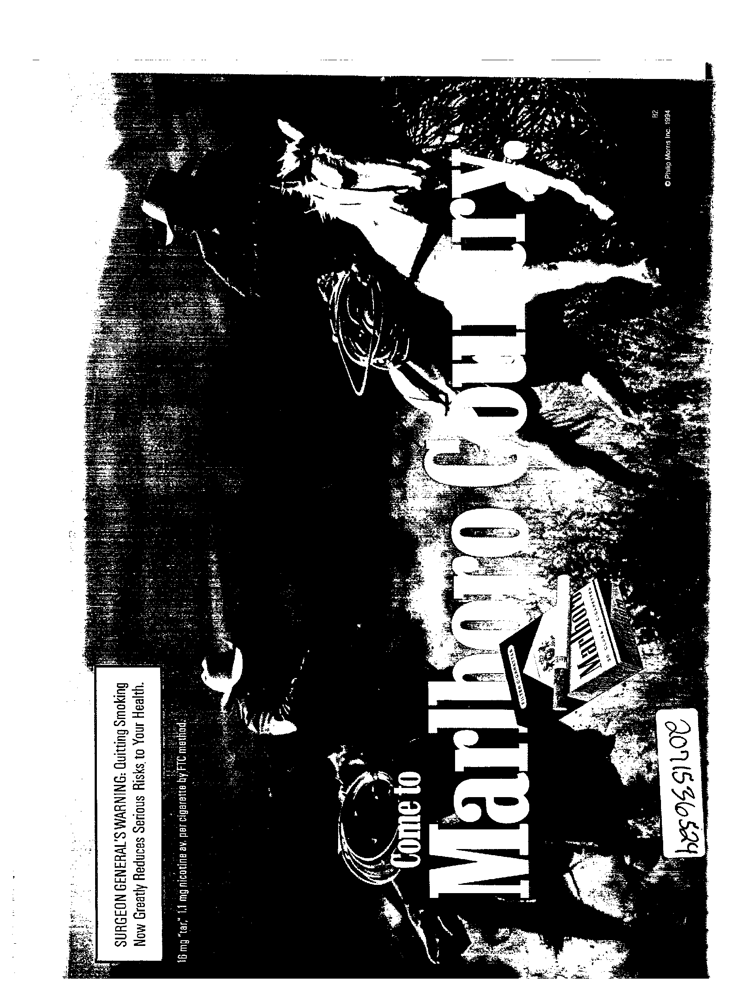 SURGEON GENERAL'S WARNING: Quitting Smoking
Now Greatly Reduces Serious Risks to Your Health.
16 mg "tar," 1.1 mg nicotine av. per cigarette by FTC method.
Come to
Marlboro Country.
Marlboro
© Philip Morris Inc. 1994
2071536524